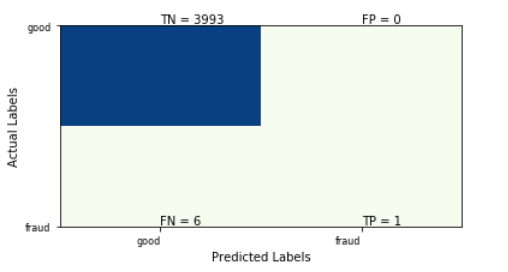 TN = 3993 FP = 0
good
Actual Labels
FN = 6 TP = 1
fraud
good fraud
Predicted Labels